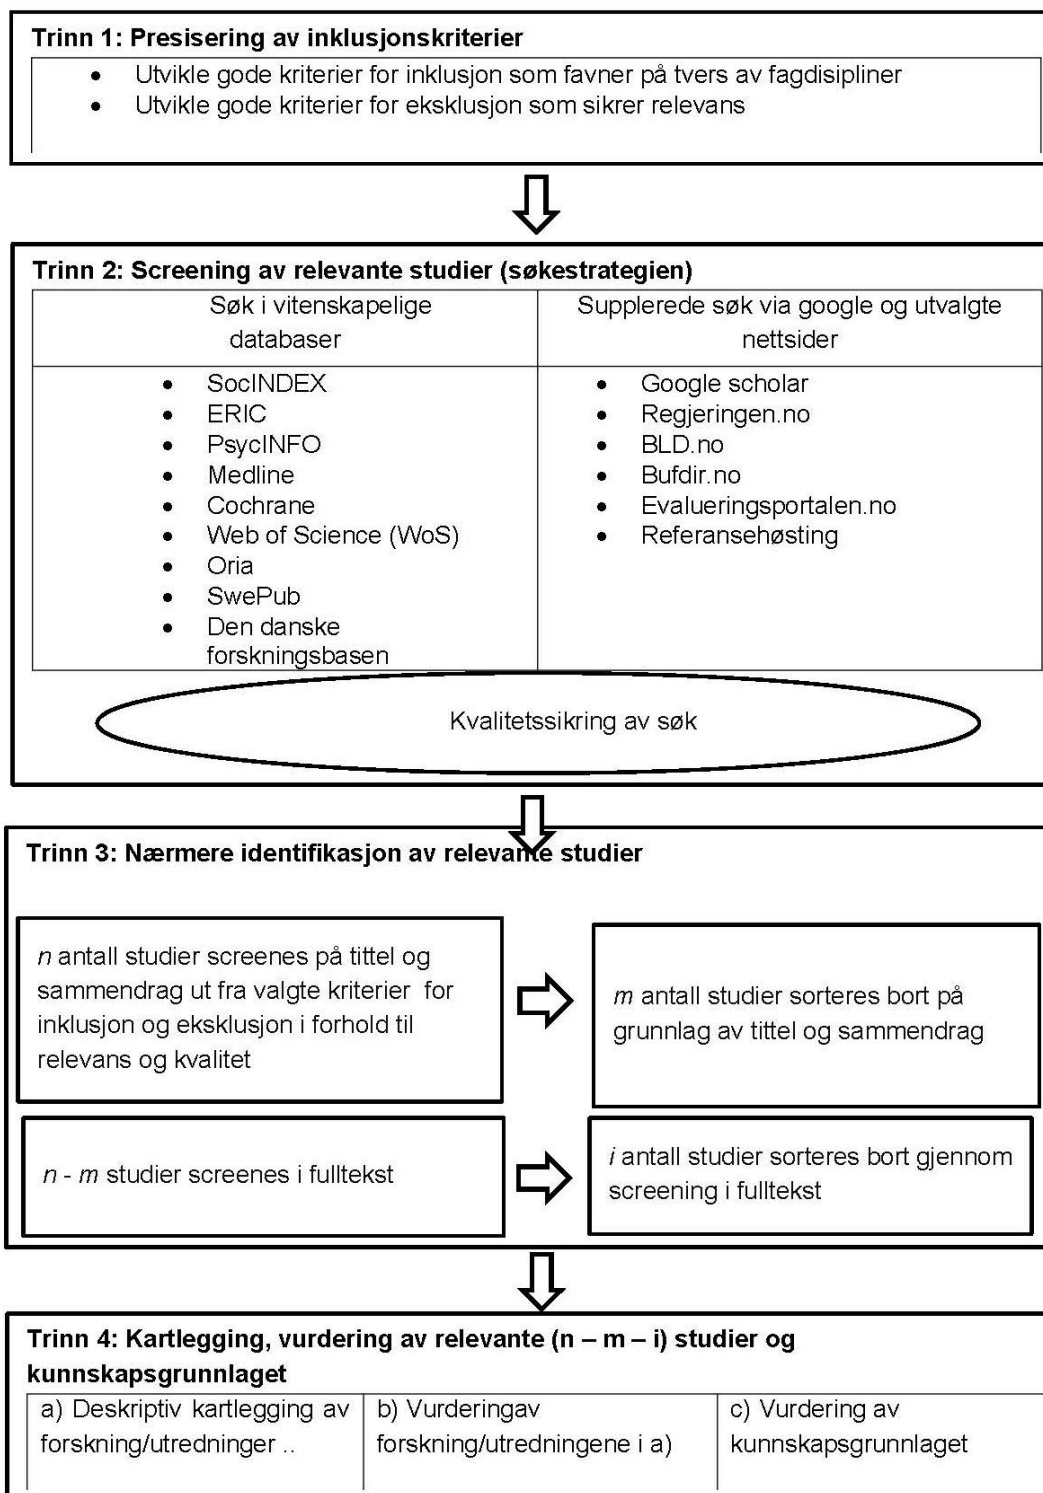 Trinn 1: Presisering av inklusjonskriterier
• Utvikle gode kriterier for inklusjon som favner på tvers av fagdisipliner
• Utvikle gode kriterier for eksklusjon som sikrer relevans
Trinn 2: Screening av relevante studier (søkestrategien)
Søk i vitenskapelige
databaser
Supplerede søk via google og utvalgte
nettsider
• SocINDEX
• ERIC
• PsycINFO
• Medline
• Cochrane
• Web of Science (WoS)
• Oria
• SwePub
• Den danske
forskningsbasen
• Google scholar
• Regjeringen.no
• BLD.no
• Bufdir.no
• Evalueringsportalen.no
• Referansehøsting
Kvalitetssikring av søk
Trinn 3: Nærmere identifikasjon av relevante studier
n antall studier screenes på tittel og
sammendrag ut fra valgte kriterier for
inklusjon og eksklusjon i forhold til
relevans og kvalitet
m antall studier sorteres bort på
grunnlag av tittel og sammendrag
n - m studier screenes i fulltekst
i antall studier sorteres bort gjennom
screening i fulltekst
Trinn 4: Kartlegging, vurdering av relevante (n – m – i) studier og
kunnskapsgrunnlaget
a) Deskriptiv kartlegging av
forskning/utredninger ..
b) Vurderingav
forskning/utredningene i a)
c) Vurdering av
kunnskapsgrunnlaget